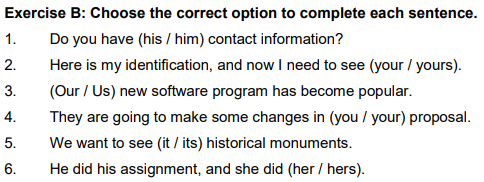 Exercise B: Choose the correct option to complete each sentence.
1. Do you have (his / him) contact information?
2. Here is my identification, and now I need to see (your / yours).
3. (Our / Us) new software program has become popular.
4. They are going to make some changes in (you / your) proposal.
5. We want to see (it / its) historical monuments.
6. He did his assignment, and she did (her / hers).